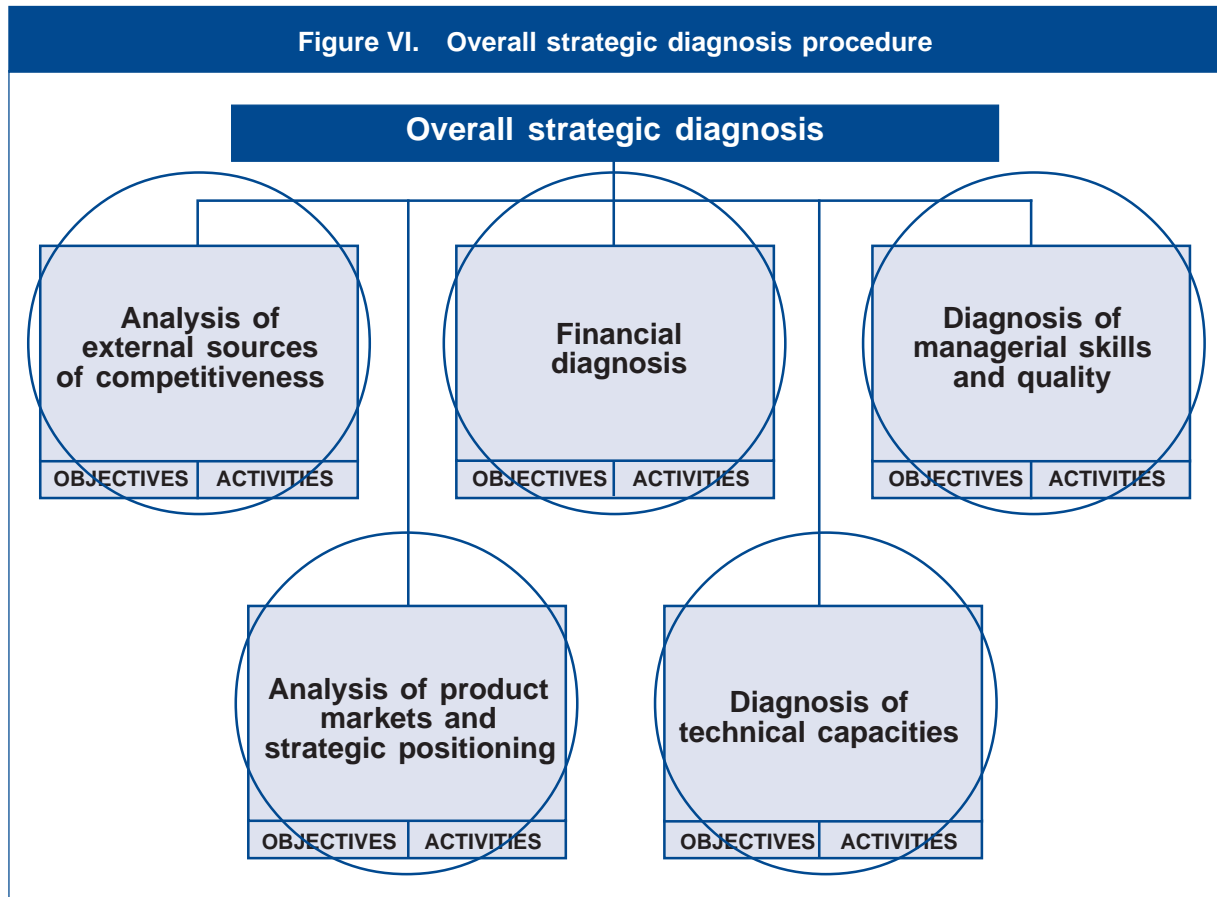 Figure VI. Overall strategic diagnosis procedure
Overall strategic diagnosis
Analysis of
external sources
of competitiveness
OBJECTIVES ACTIVITIES
Financial
diagnosis
OBJECTIVES ACTIVITIES
Diagnosis of
managerial skills
and quality
OBJECTIVES ACTIVITIES
Analysis of product
markets and
strategic positioning
OBJECTIVES ACTIVITIES
Diagnosis of
technical capacities
OBJECTIVES ACTIVITIES